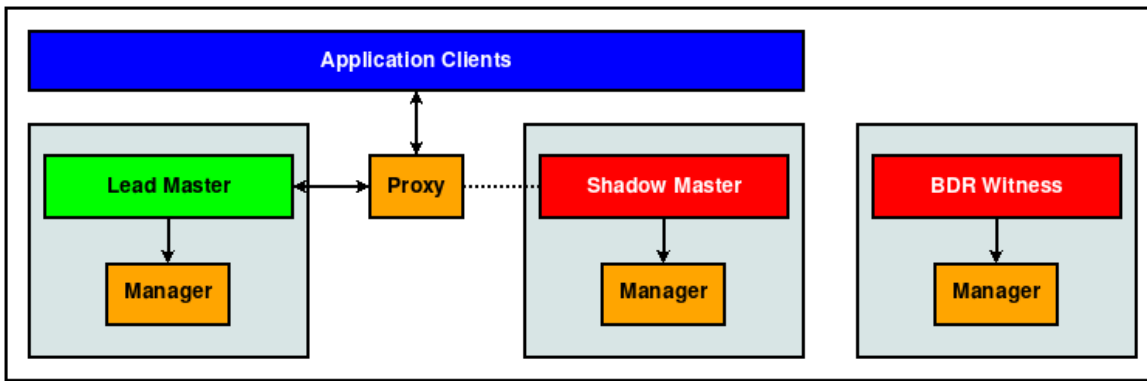 Application Clients
Lead Master
Proxy
Shadow Master
BDR Witness
Manager
Manager
Manager